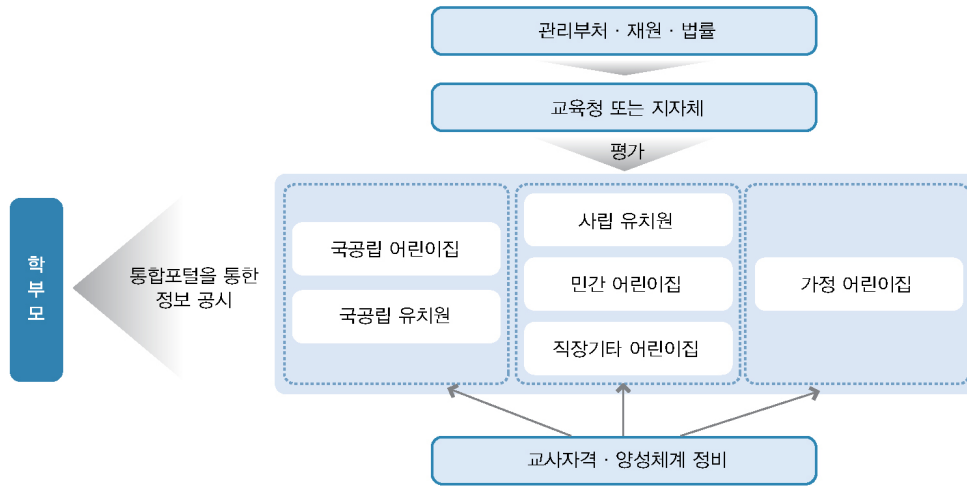 관리부처 · 재원 · 법률
교육청 또는 지자체
평가
학
부
모
통합포털을 통한
정보 공시
국공립 어린이집
국공립 유치원
사립 유치원
민간 어린이집
직장기타 어린이집
가정 어린이집
교사자격 · 양성체계 정비